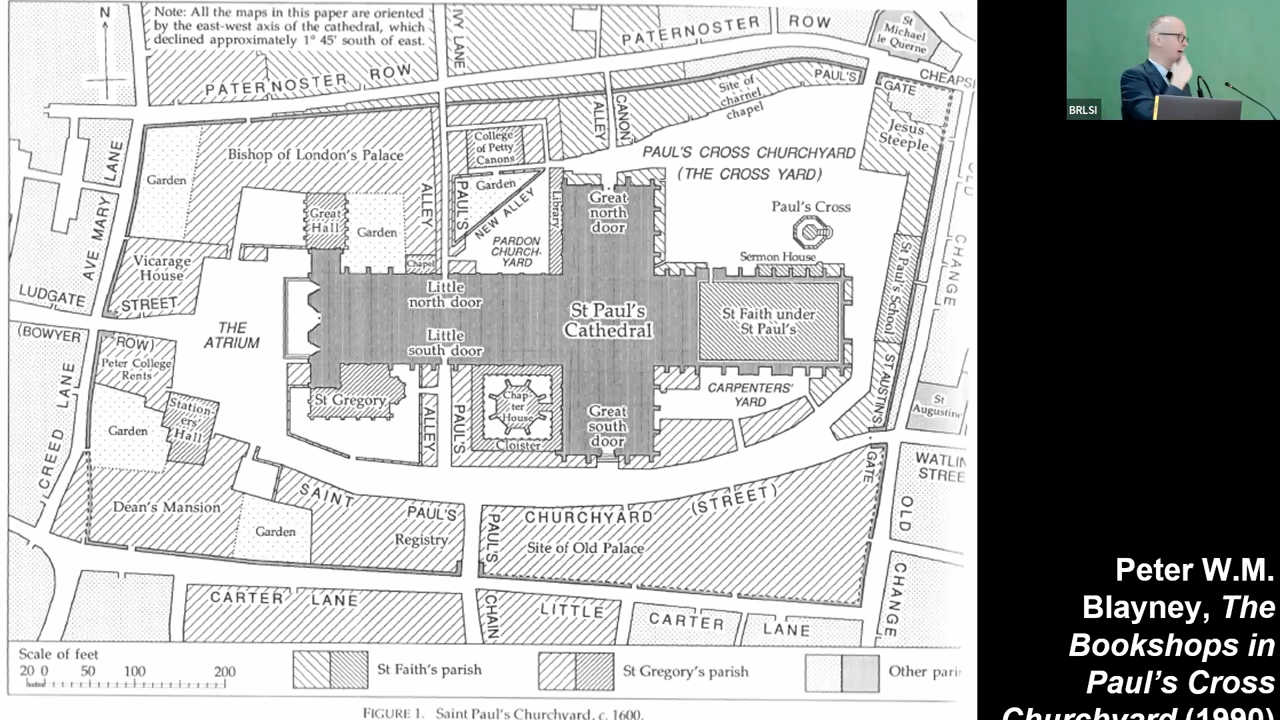 N
Note: All the maps in this paper are oriented
by the east-west axis of the cathedral, which
declined approximately 1° 45' south of east.
IVY LANE
PATERNOSTER ROW
St
Michael
le Querne
PATERNOSTER ROW
PAUL'S
GATE
CHEAPSI
Site of
charnel
chapel
ALLEY
CANON
Jesus
Steeple
OLD
CHANGE
AVE MARY LANE
Garden
Bishop of London's Palace
College
of Petty
Canons
PAUL'S CROSS CHURCHYARD
(THE CROSS YARD)
Great
Hall
Garden
ALLEY
PAUL'S
Garden
NEW ALLEY
Library
Great
north
door
Paul's Cross
PARDON
CHURCH-
YARD
Chapel
Sermon House
St Paul's School
Vicarage
House
LUDGATE
STREET
(BOWYER
ROW)
THE
ATRIUM
Little
north door
Little
south door
St Paul's
Cathedral
St Faith under
St Paul's
Peter College
Rents
CREED LANE
Garden
Station-
ers'
Hall
St Gregory
ALLEY
PAUL'S
Chap-
ter
House
Cloister
Great
south
door
CARPENTERS'
YARD
ST AUSTIN'S
GATE
St
Augustine
WATLIN
STREE
OLD
CHANGE
Dean's Mansion
Garden
SAINT PAUL'S CHURCHYARD (STREET)
Registry
PAUL'S
CHAIN
Site of Old Palace
CARTER LANE
LITTLE CARTER LANE
Scale of feet
20 0 50 100 200
St Faith's parish
St Gregory's parish
Other pari
FIGURE 1. Saint Paul's Churchyard, c. 1600.
BRLSI
Peter W.M.
Blayney, The
Bookshops in
Paul's Cross
Churchyard (1990)